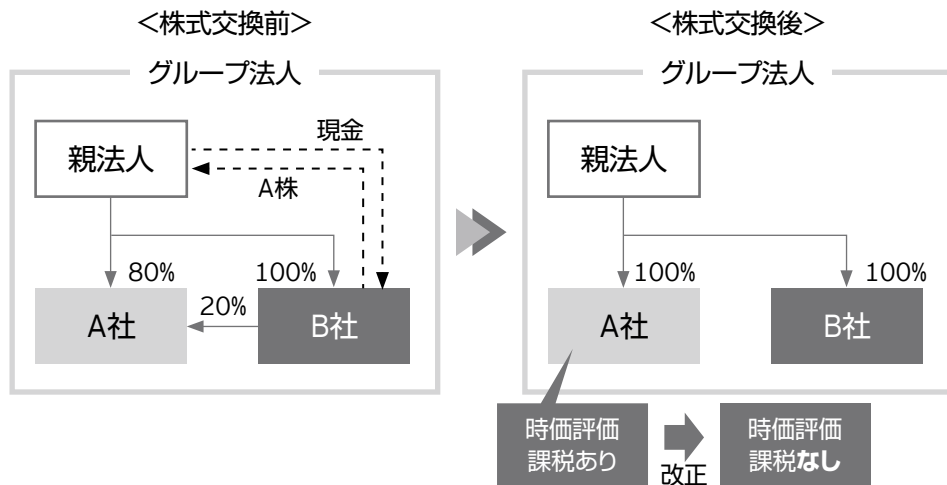 <株式交換前>
グループ法人
親法人
現金
A株
80%
100%
20%
A社
B社
<株式交換後>
グループ法人
親法人
100%
100%
A社
B社
時価評価
課税あり
改正
時価評価
課税なし